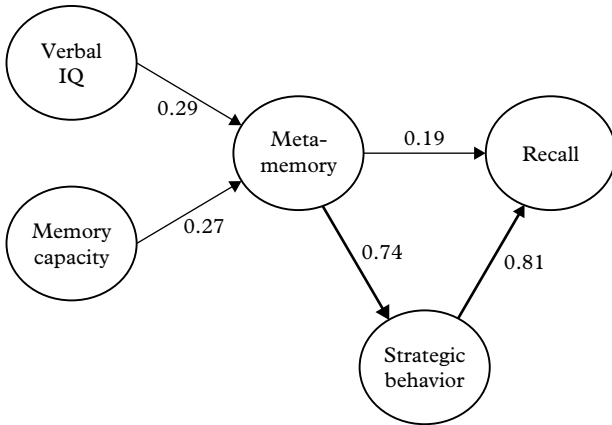 Verbal
IQ
0.29
Meta-
memory
0.19
Recall
Memory
capacity
0.27
0.74
0.81
Strategic
behavior